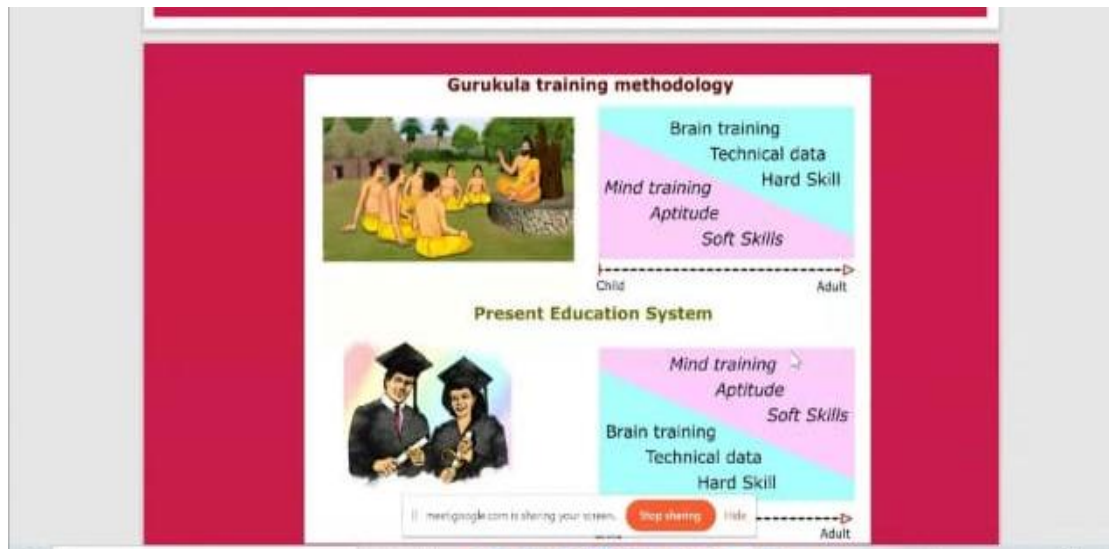 Gurukula training methodology
Brain training
Technical data
Hard Skill
Mind training
Aptitude
Soft Skills
Child
Adult
Present Education System
Mind training
Aptitude
Soft Skills
Brain training
Technical data
Hard Skill
meet.google.com is sharing your screen.
Stop sharing
Hide
Adult